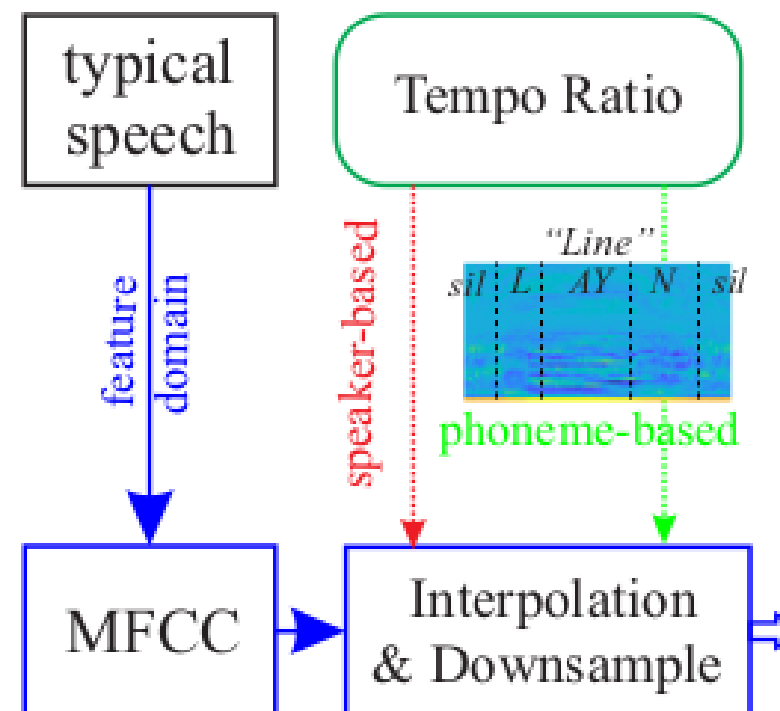 typical
speech
Tempo Ratio
feature
domain
speaker-based
“Line”
sil L AY N sil
phoneme-based
MFCC
Interpolation
& Downsample